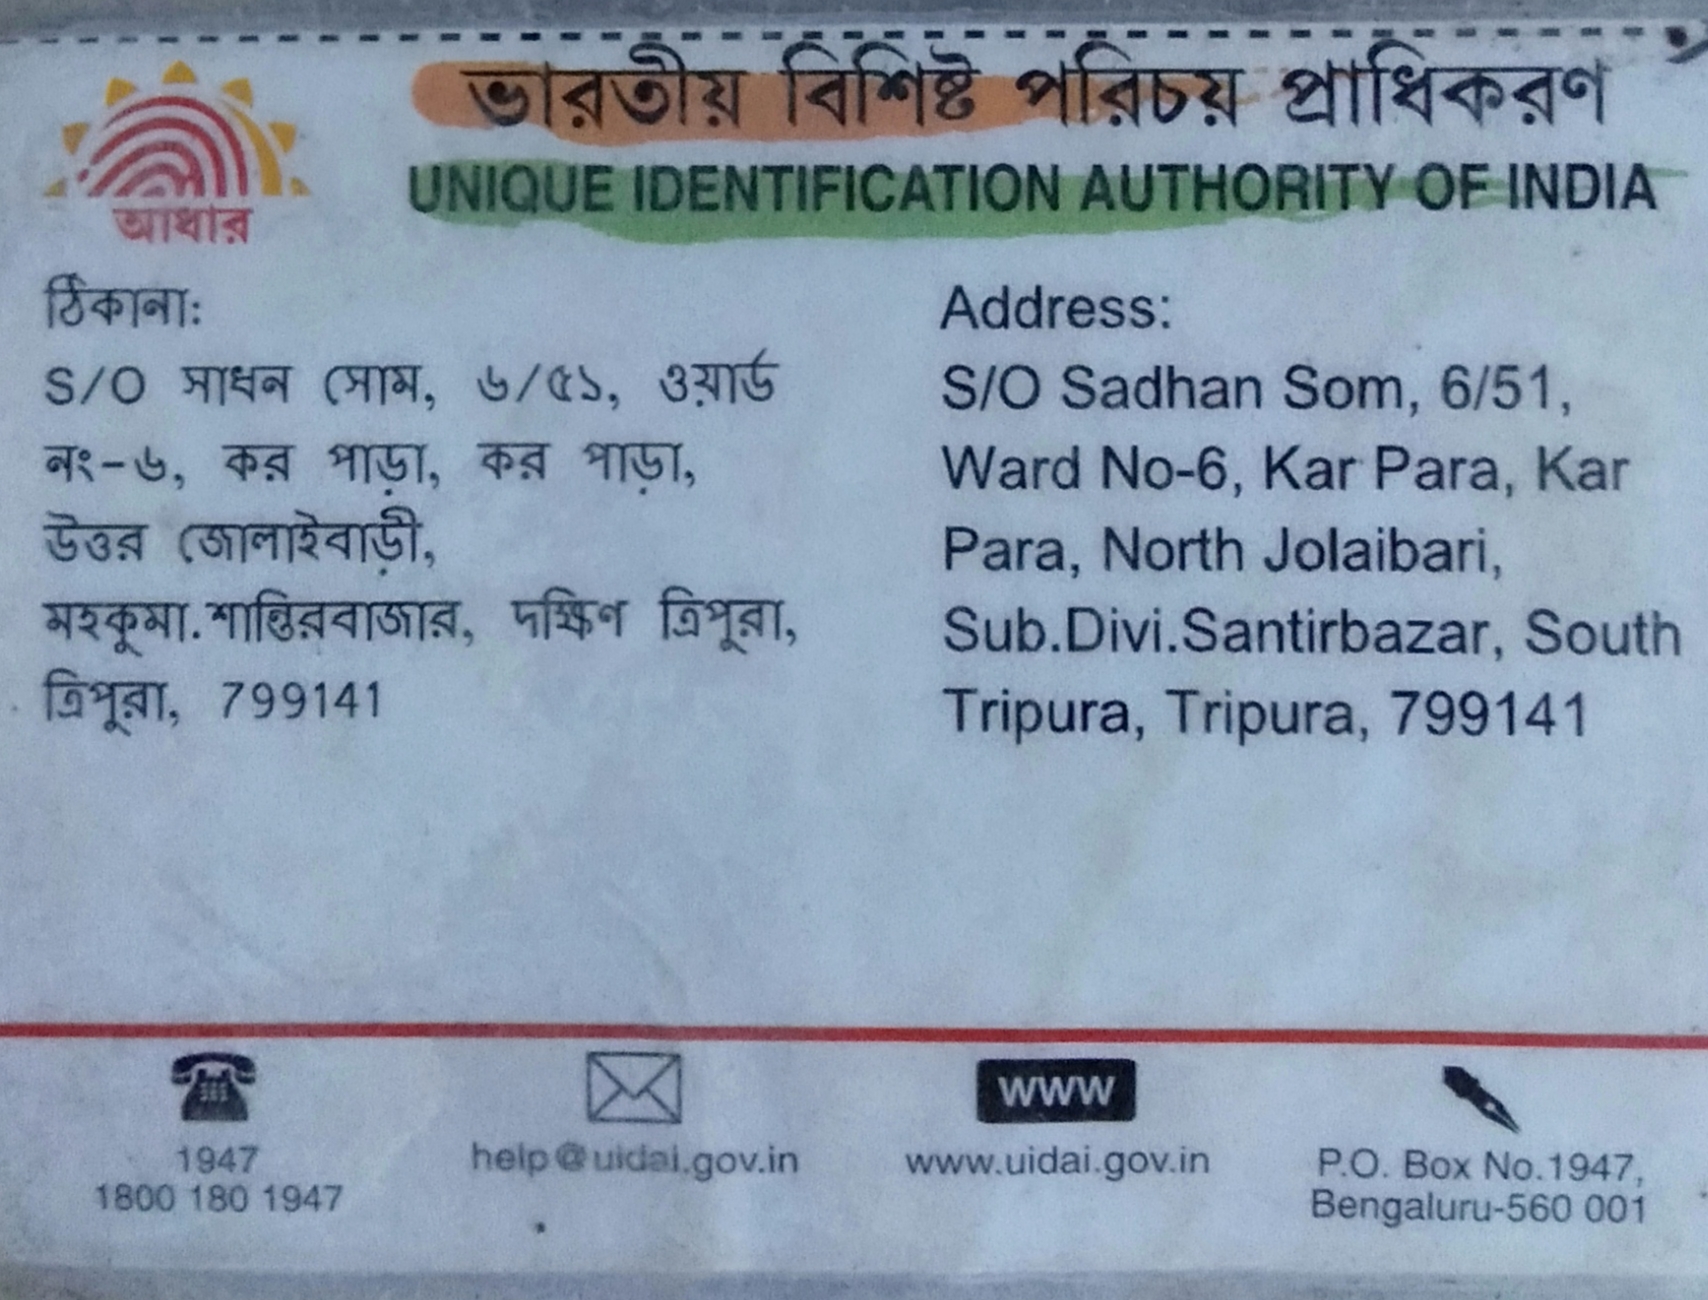 ভারতীয় বিশিষ্ট পরিচয় প্রাধিকরণ
UNIQUE IDENTIFICATION AUTHORITY OF INDIA
আধার
ঠিকানা:
S/O সাধন সোম, ৬/৫১, ওয়ার্ড
নং-৬, কর পাড়া, কর পাড়া,
উত্তর জোলাইবাড়ী,
মহকুমা.শান্তিরবাজার, দক্ষিণ ত্রিপুরা,
ত্রিপুরা, 799141
Address:
S/O Sadhan Som, 6/51,
Ward No-6, Kar Para, Kar
Para, North Jolaibari,
Sub.Divi.Santirbazar, South
Tripura, Tripura, 799141
1947
1800 180 1947
help@uidai.gov.in
WWW
www.uidai.gov.in
P.O. Box No.1947,
Bengaluru-560 001